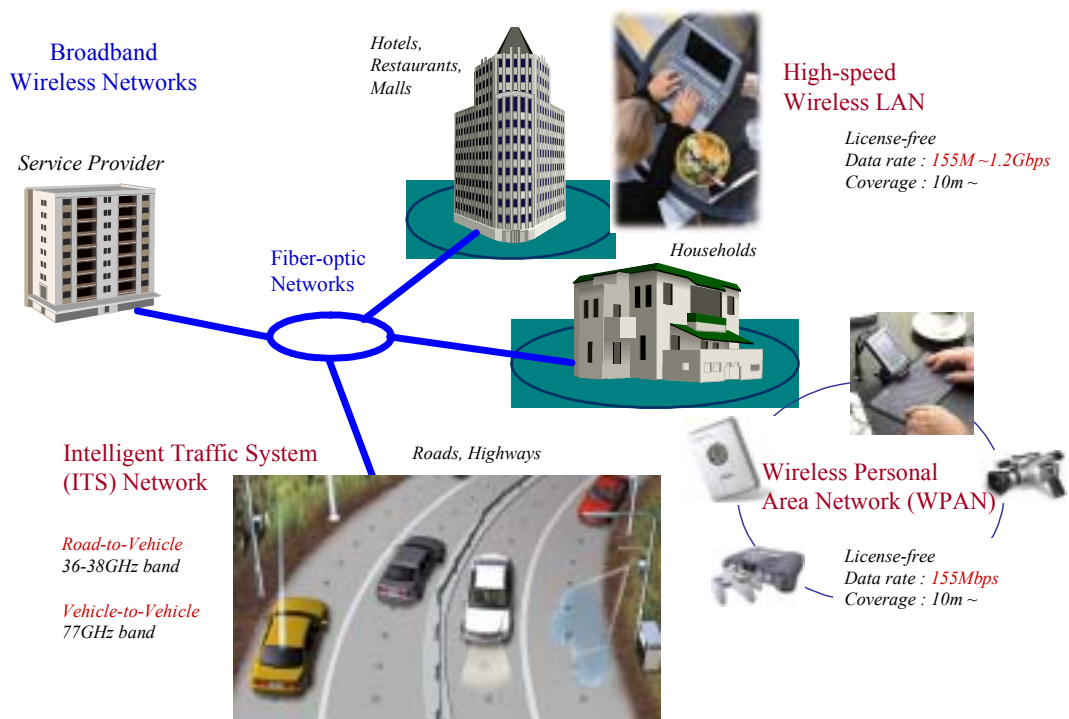 Broadband
Wireless Networks
Hotels,
Restaurants,
Malls
High-speed
Wireless LAN
License-free
Data rate : 155M ~1.2Gbps
Coverage : 10m ~
Service Provider
Fiber-optic
Networks
Households
Intelligent Traffic System
(ITS) Network
Roads, Highways
Road-to-Vehicle
36-38GHz band
Vehicle-to-Vehicle
77GHz band
Wireless Personal
Area Network (WPAN)
License-free
Data rate : 155Mbps
Coverage : 10m ~